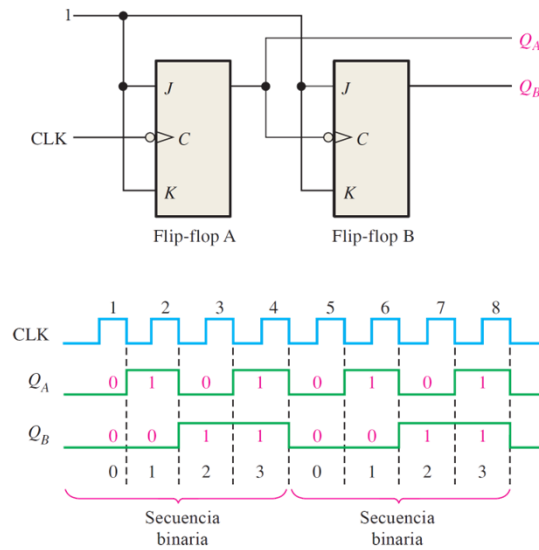 1
Q_A
J
J
Q_B
CLK
C
C
K
K
Flip-flop A
Flip-flop B
1 2 3 4 5 6 7 8
CLK
Q_A 0 1 0 1 0 1 0 1
Q_B 0 0 1 1 0 0 1 1
0 1 2 3 0 1 2 3
Secuencia
binaria
Secuencia
binaria